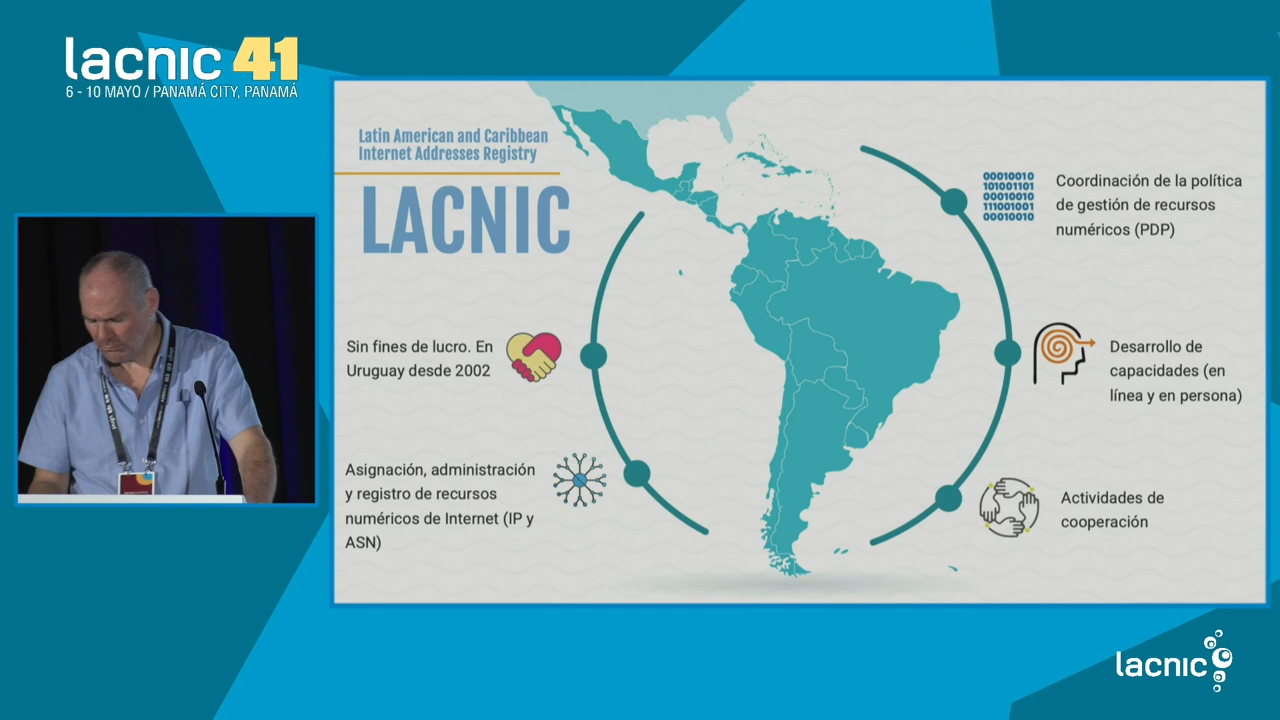 lacnic 41
6 - 10 MAYO / PANAMÁ CITY, PANAMÁ
Latin American and Caribbean
Internet Addresses Registry
LACNIC
Sin fines de lucro. En
Uruguay desde 2002
Asignación, administración
y registro de recursos
numéricos de Internet (IP y
ASN)
00010010
101001101
00010010
111001001
00010010
Coordinación de la política
de gestión de recursos
numéricos (PDP)
Desarrollo de
capacidades (en
línea y en persona)
Actividades de
cooperación
lacnic